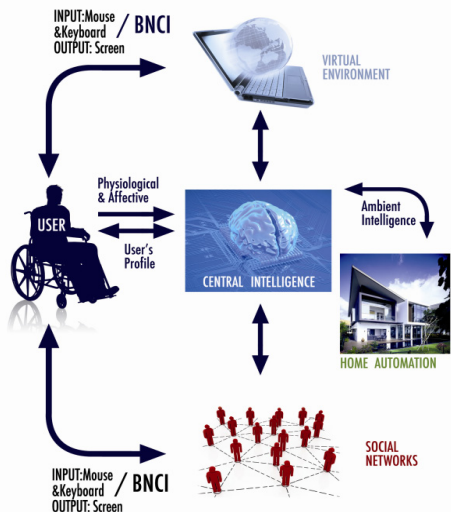 INPUT:Mouse
&Keyboard / BNCI
OUTPUT: Screen
VIRTUAL
ENVIRONMENT
Physiological
& Affective
USER
User's
Profile
CENTRAL INTELLIGENCE
Ambient
Intelligence
HOME AUTOMATION
SOCIAL
NETWORKS
INPUT:Mouse
&Keyboard / BNCI
OUTPUT: Screen